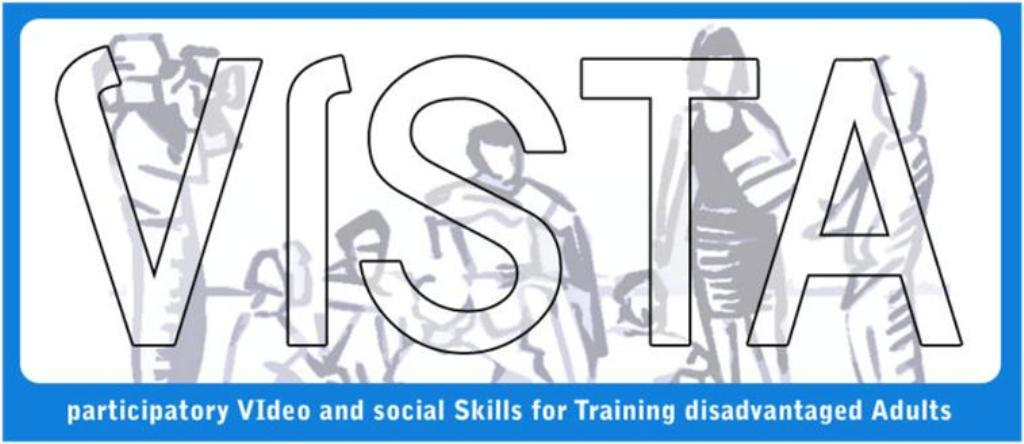 VISTA
participatory VIdeo and social Skills for Training disadvantaged Adults